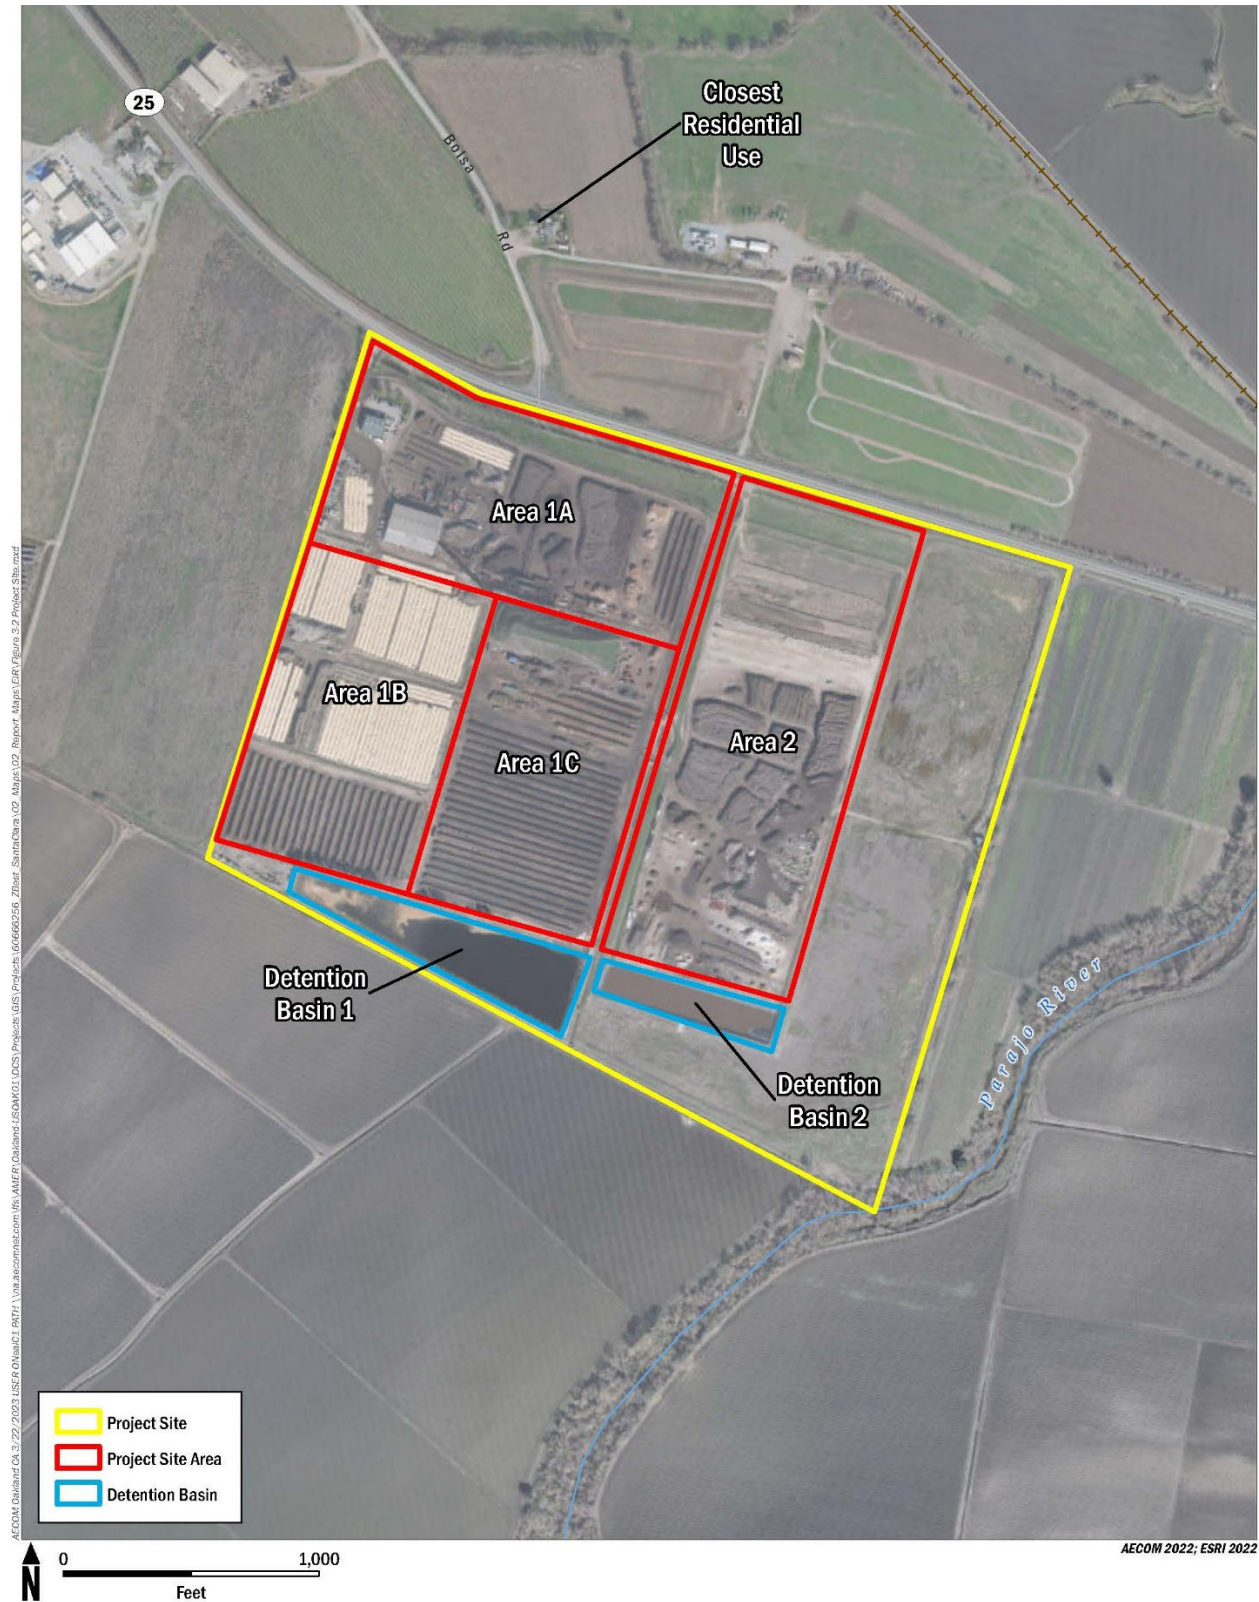 25
Closest
Residential
Use
Bolsa
Rd
Area 1A
Area 1B
Area 1C
Area 2
Detention
Basin 1
Detention
Basin 2
Parajo River
Project Site
Project Site Area
Detention Basin
N
0 1,000
Feet
AECOM 2022; ESRI 2022